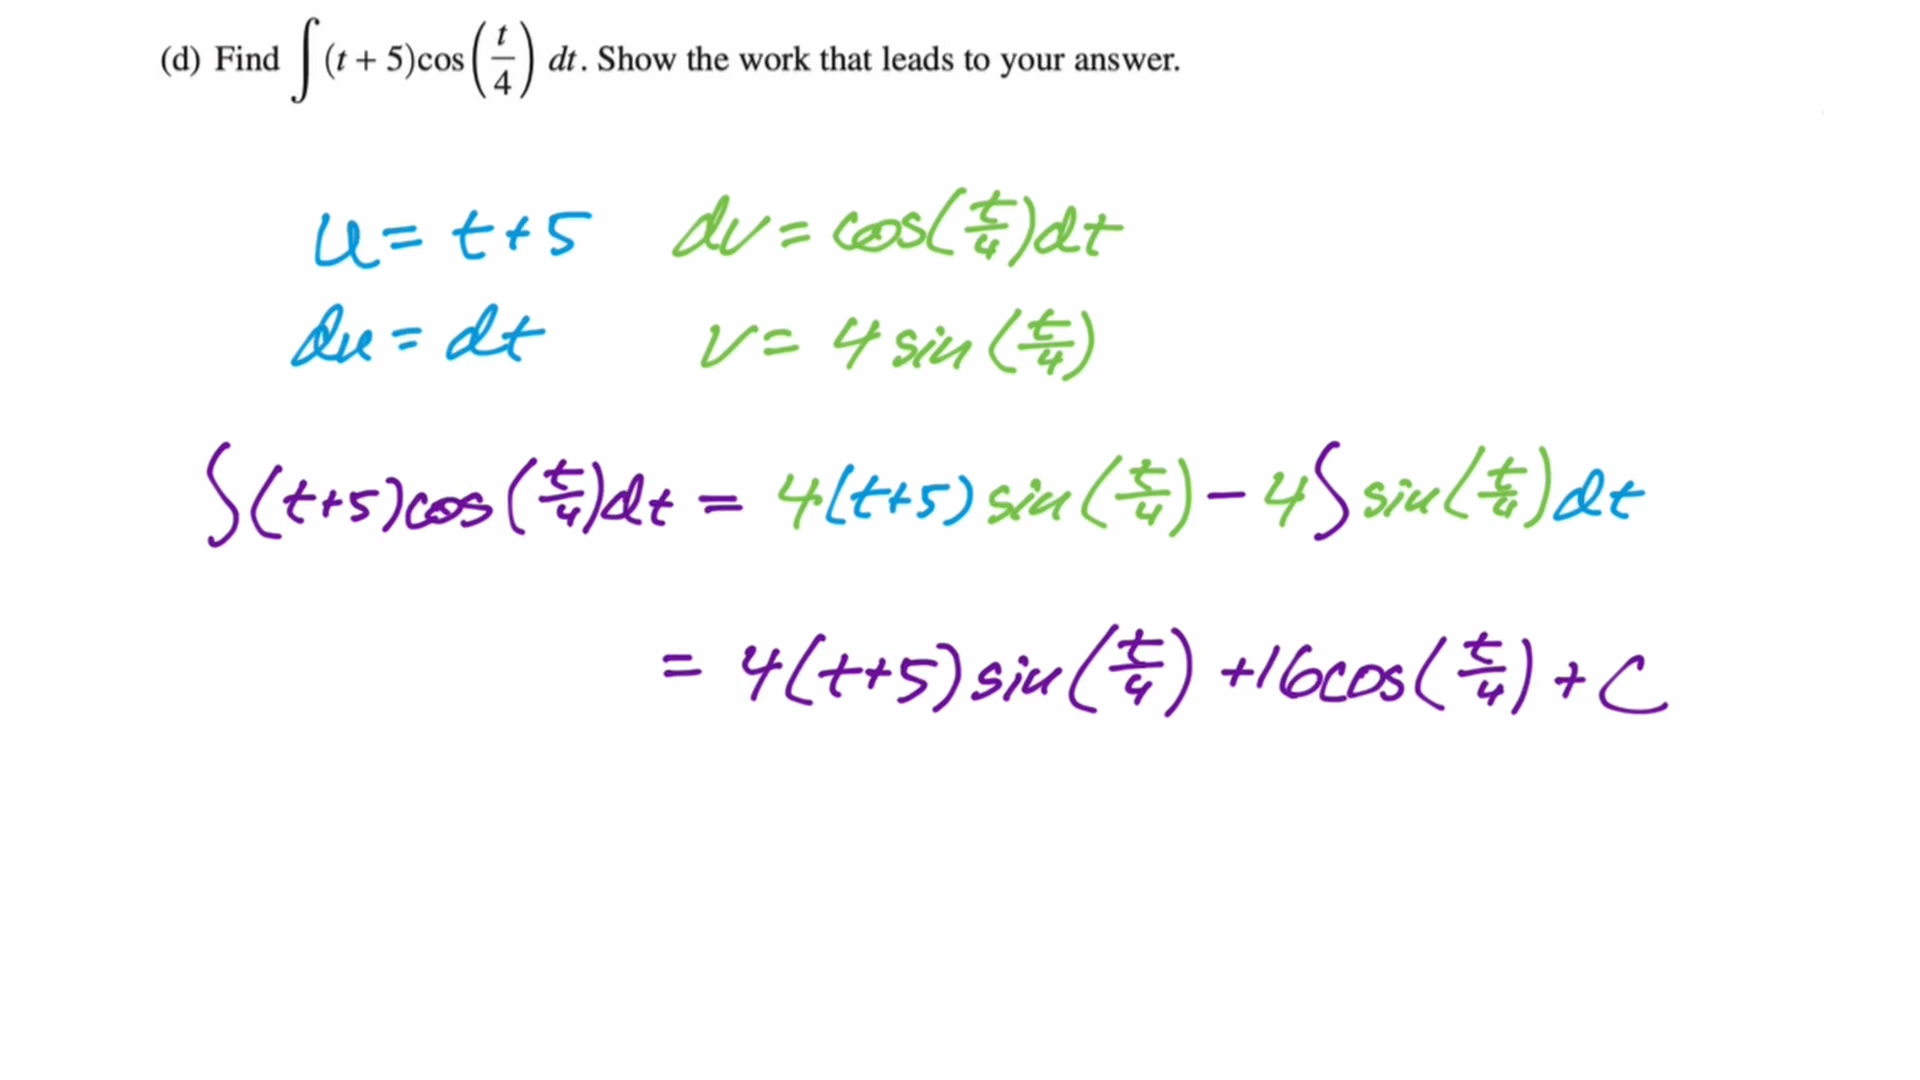 (d) Find ∫(t + 5)cos(t/4) dt. Show the work that leads to your answer.
u = t+5 dv = cos(t/4)dt
du = dt v = 4 sin(t/4)
∫(t+5)cos(t/4)dt = 4(t+5)sin(t/4) - 4∫sin(t/4)dt
= 4(t+5)sin(t/4) +16cos(t/4) + C